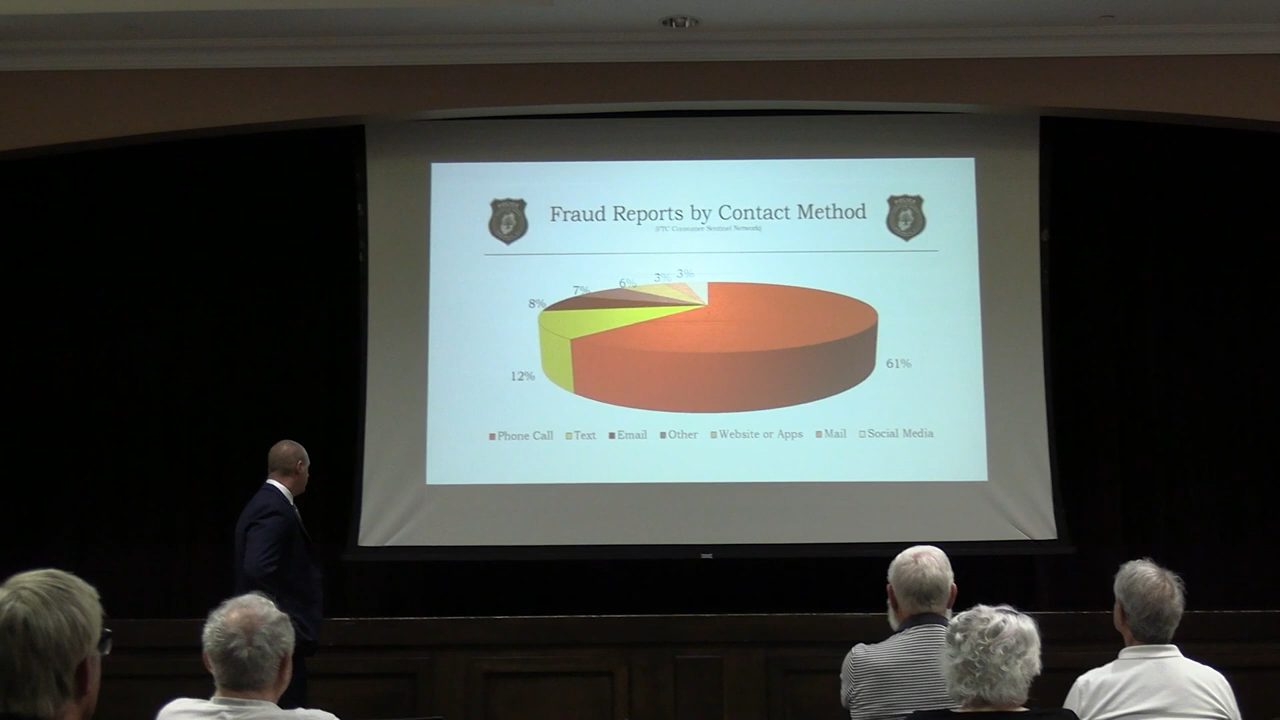 Fraud Reports by Contact Method
(FTC Consumer Sentinel Network)
3%
3%
6%
7%
8%
61%
12%
Phone Call Text Email Other Website or Apps Mail Social Media